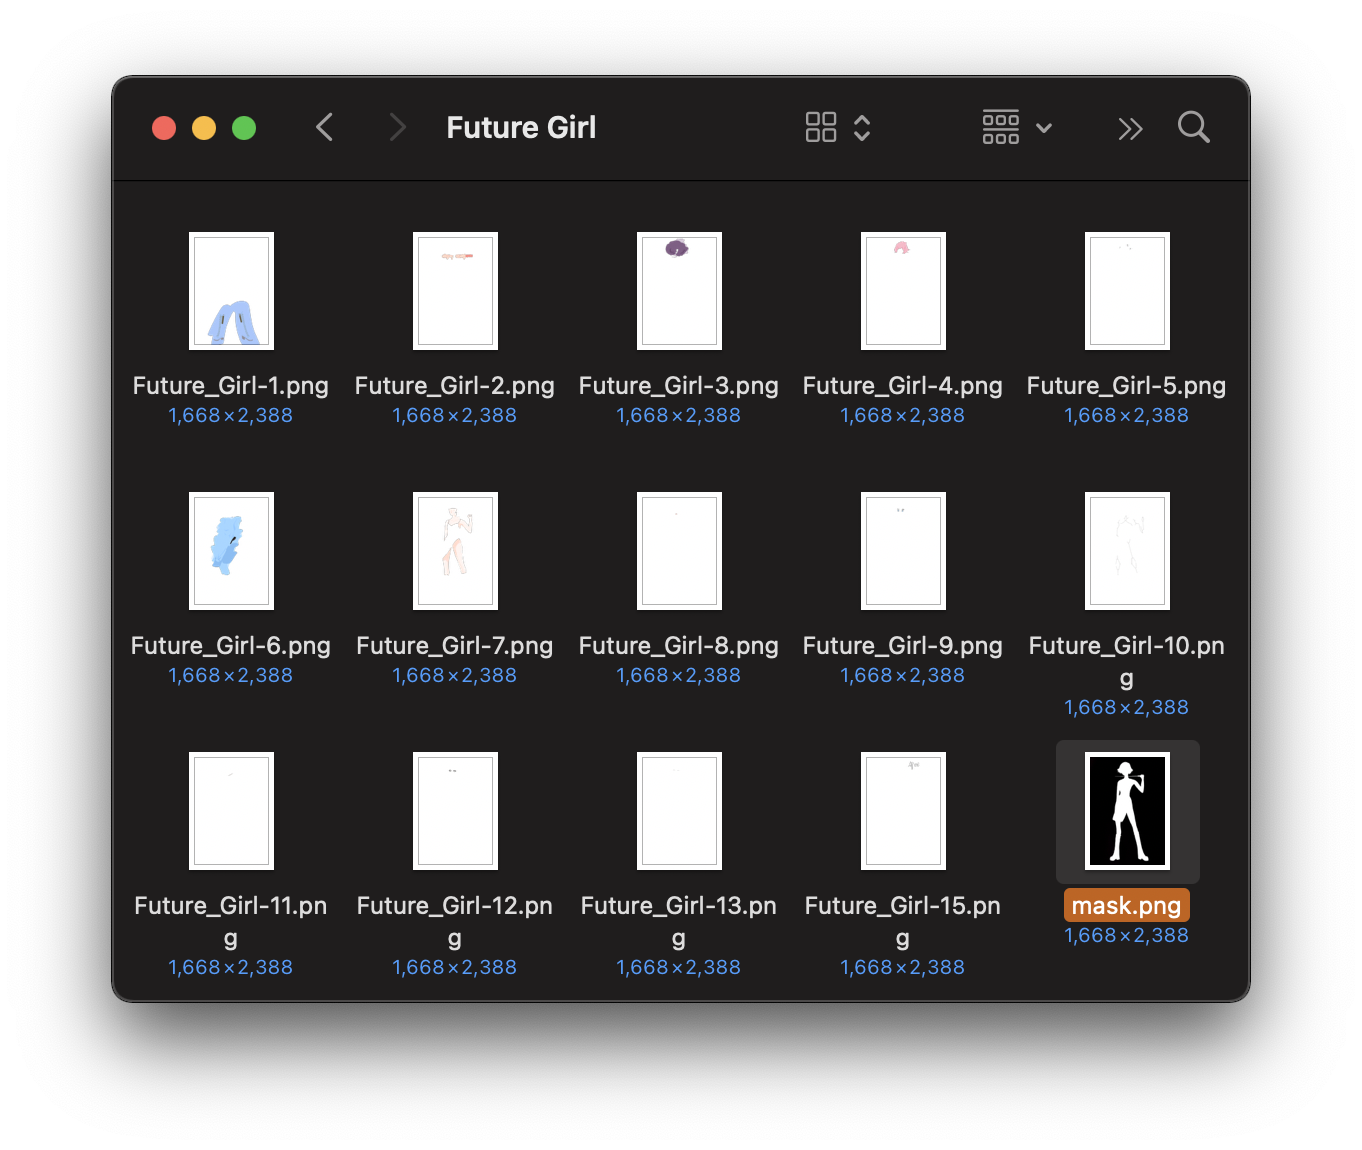 Future Girl
Future_Girl-1.png
1,668×2,388
Future_Girl-2.png
1,668×2,388
Future_Girl-3.png
1,668×2,388
Future_Girl-4.png
1,668×2,388
Future_Girl-5.png
1,668×2,388
Future_Girl-6.png
1,668×2,388
Future_Girl-7.png
1,668×2,388
Future_Girl-8.png
1,668×2,388
Future_Girl-9.png
1,668×2,388
Future_Girl-10.pn
g
1,668×2,388
Future_Girl-11.pn
g
1,668×2,388
Future_Girl-12.pn
g
1,668×2,388
Future_Girl-13.pn
g
1,668×2,388
Future_Girl-15.pn
g
1,668×2,388
mask.png
1,668×2,388